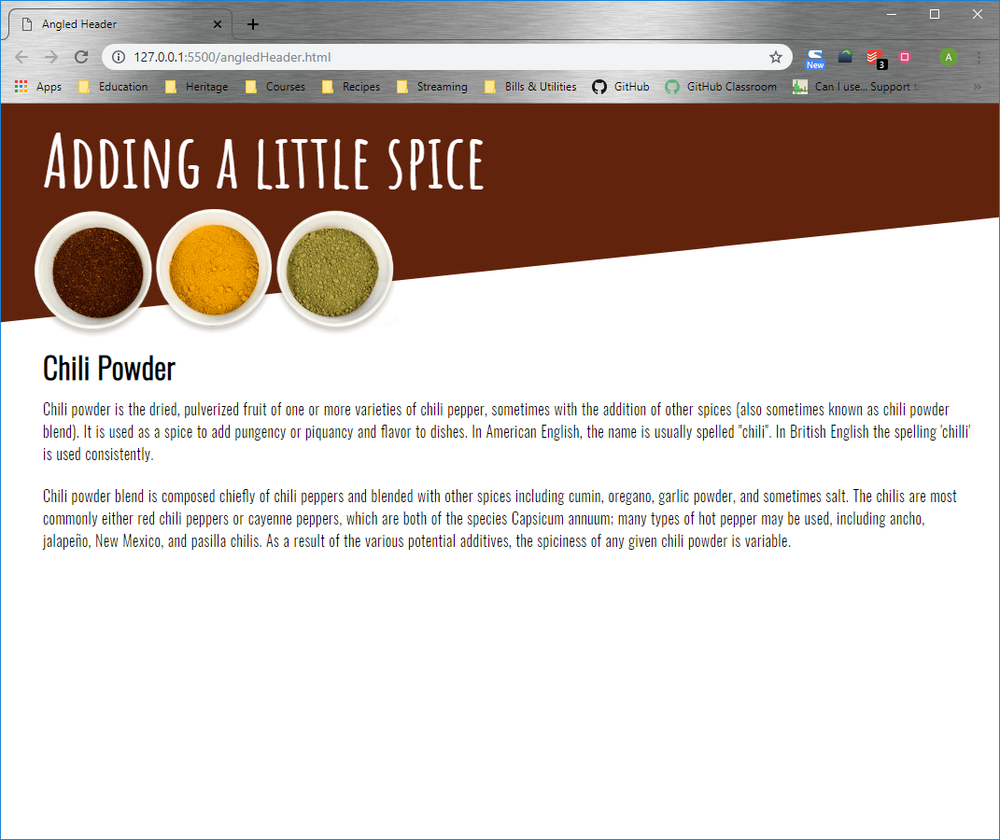 Angled Header
127.0.0.1:5500/angledHeader.html
New
3
A
Apps
Education
Heritage
Courses
Recipes
Streaming
Bills & Utilities
GitHub
GitHub Classroom
Can I use... Support
ADDING A LITTLE SPICE
Chili Powder
Chili powder is the dried, pulverized fruit of one or more varieties of chili pepper, sometimes with the addition of other spices (also sometimes known as chili powder
blend). It is used as a spice to add pungency or piquancy and flavor to dishes. In American English, the name is usually spelled "chili". In British English the spelling 'chilli'
is used consistently.
Chili powder blend is composed chiefly of chili peppers and blended with other spices including cumin, oregano, garlic powder, and sometimes salt. The chilis are most
commonly either red chili peppers or cayenne peppers, which are both of the species Capsicum annuum; many types of hot pepper may be used, including ancho,
jalapeño, New Mexico, and pasilla chilis. As a result of the various potential additives, the spiciness of any given chili powder is variable.